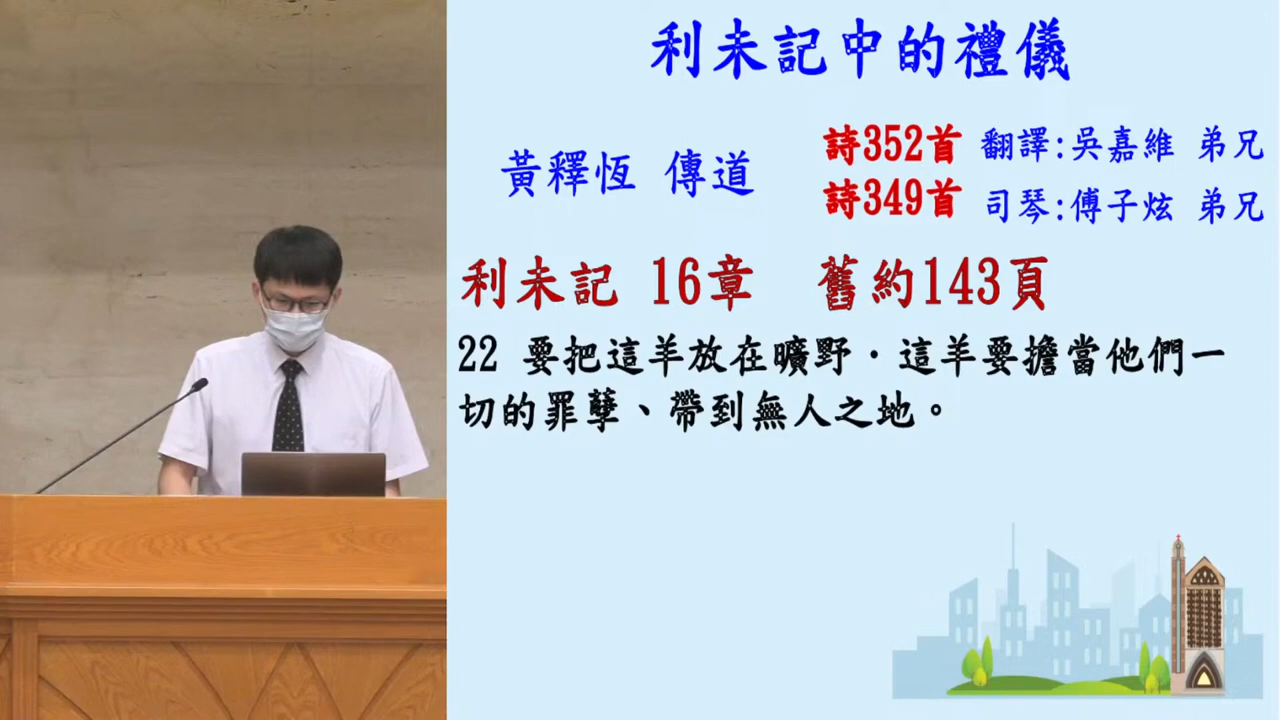 利未記中的禮儀
黃釋恆 傳道
詩352首 翻譯:吳嘉維 弟兄
詩349首 司琴:傅子炫 弟兄
利未記 16章 舊約143頁
22 要把這羊放在曠野．這羊要擔當他們一
切的罪孽、帶到無人之地。